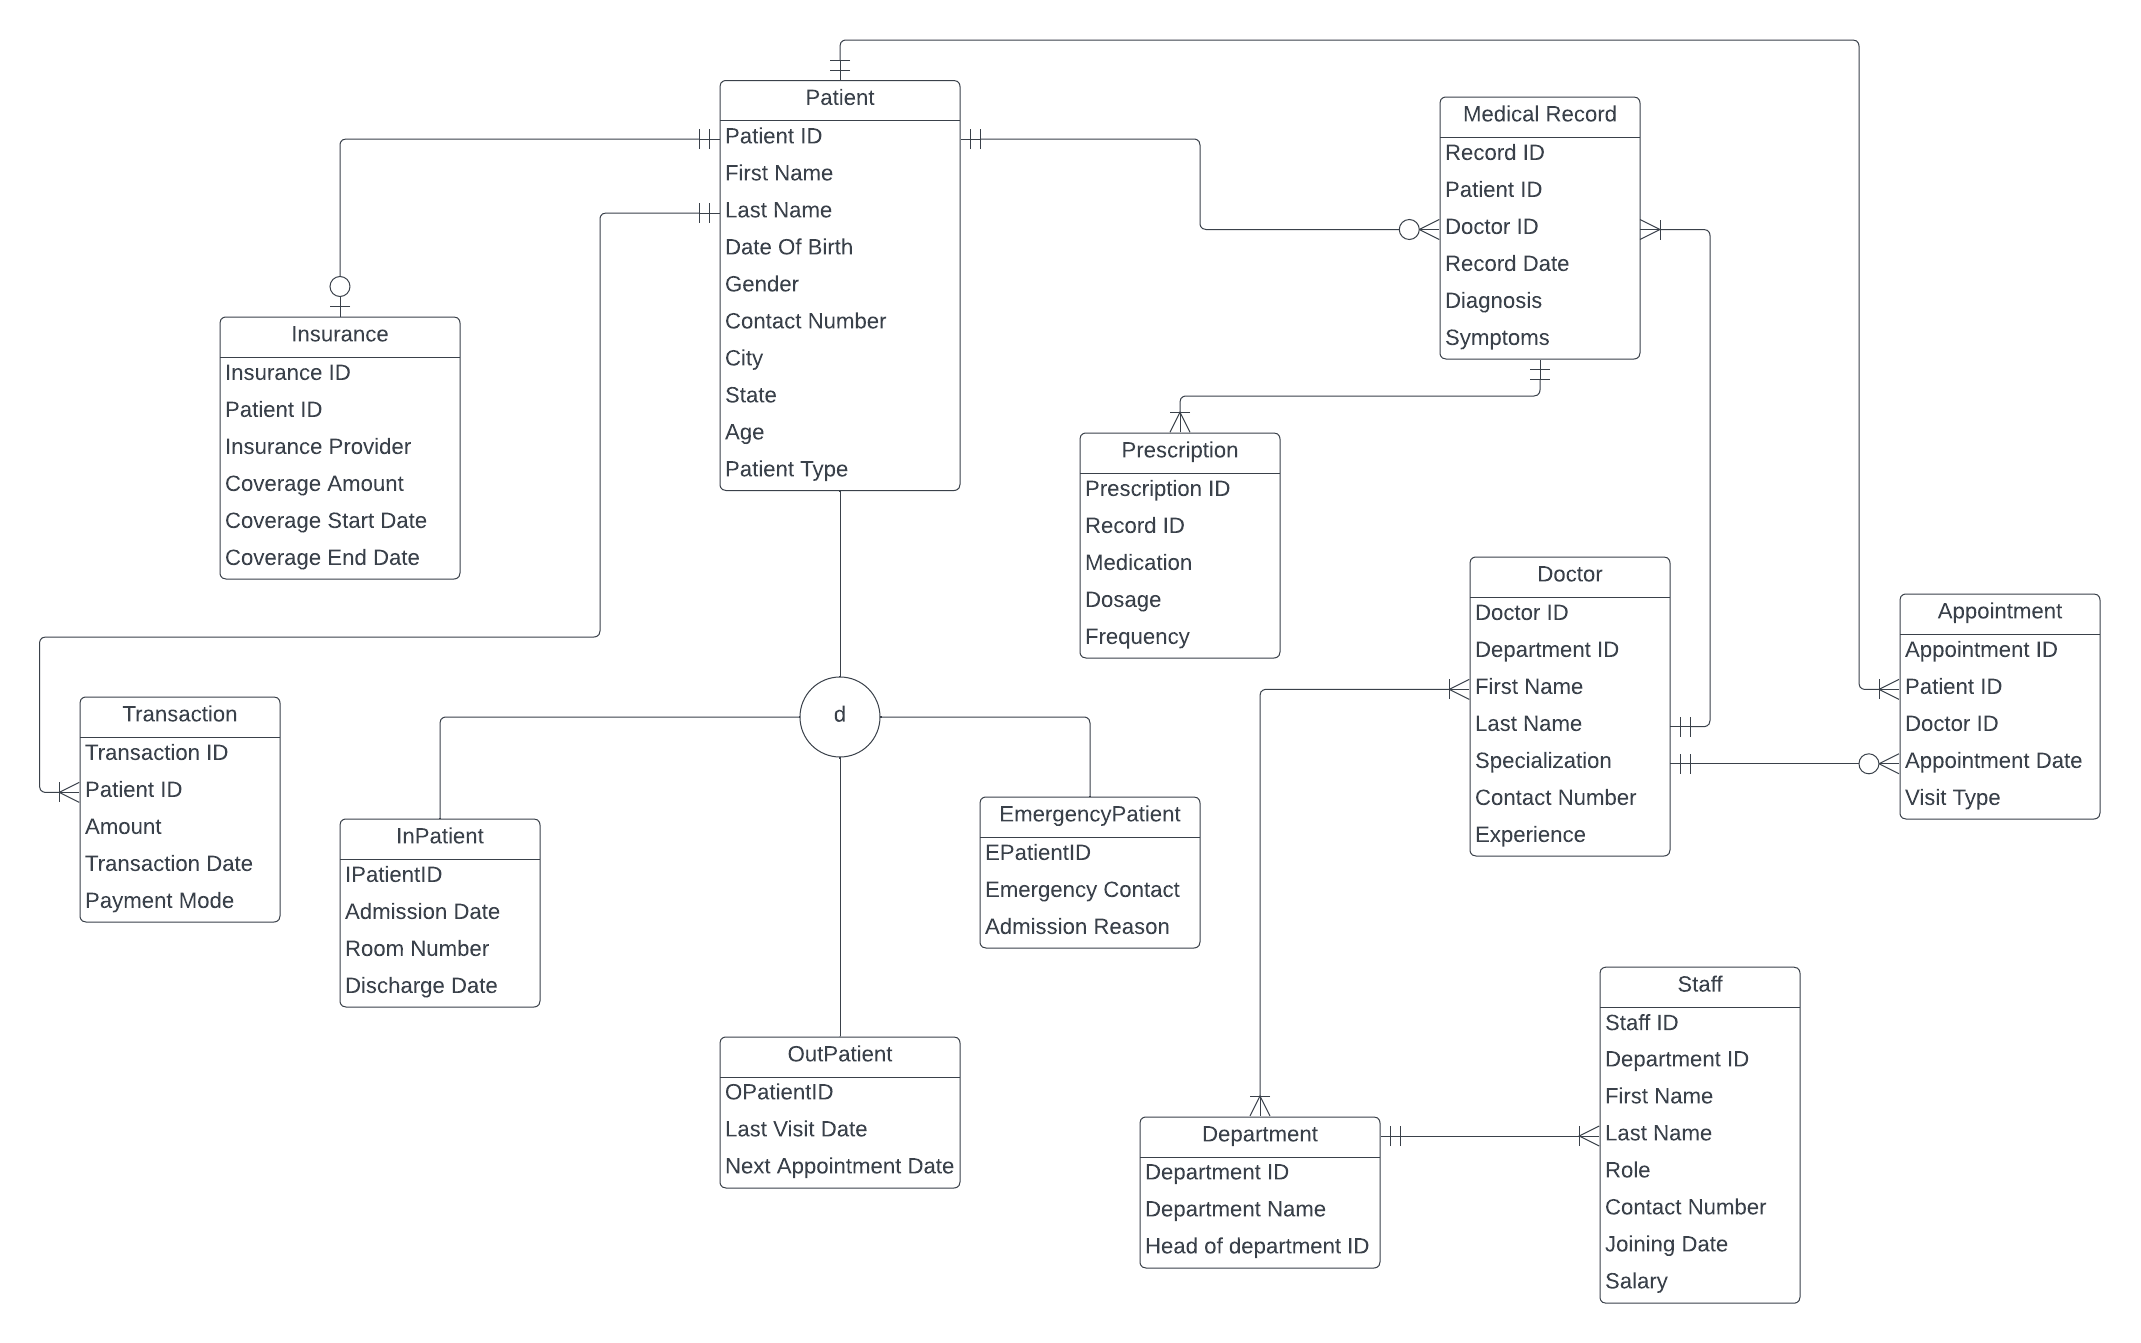 Patient
Patient ID
First Name
Last Name
Date Of Birth
Gender
Contact Number
City
State
Age
Patient Type
Medical Record
Record ID
Patient ID
Doctor ID
Record Date
Diagnosis
Symptoms
Insurance
Insurance ID
Patient ID
Insurance Provider
Coverage Amount
Coverage Start Date
Coverage End Date
Prescription
Prescription ID
Record ID
Medication
Dosage
Frequency
Doctor
Doctor ID
Department ID
First Name
Last Name
Specialization
Contact Number
Experience
Appointment
Appointment ID
Patient ID
Doctor ID
Appointment Date
Visit Type
Transaction
Transaction ID
Patient ID
Amount
Transaction Date
Payment Mode
d
InPatient
IPatientID
Admission Date
Room Number
Discharge Date
EmergencyPatient
EPatientID
Emergency Contact
Admission Reason
OutPatient
OPatientID
Last Visit Date
Next Appointment Date
Department
Department ID
Department Name
Head of department ID
Staff
Staff ID
Department ID
First Name
Last Name
Role
Contact Number
Joining Date
Salary